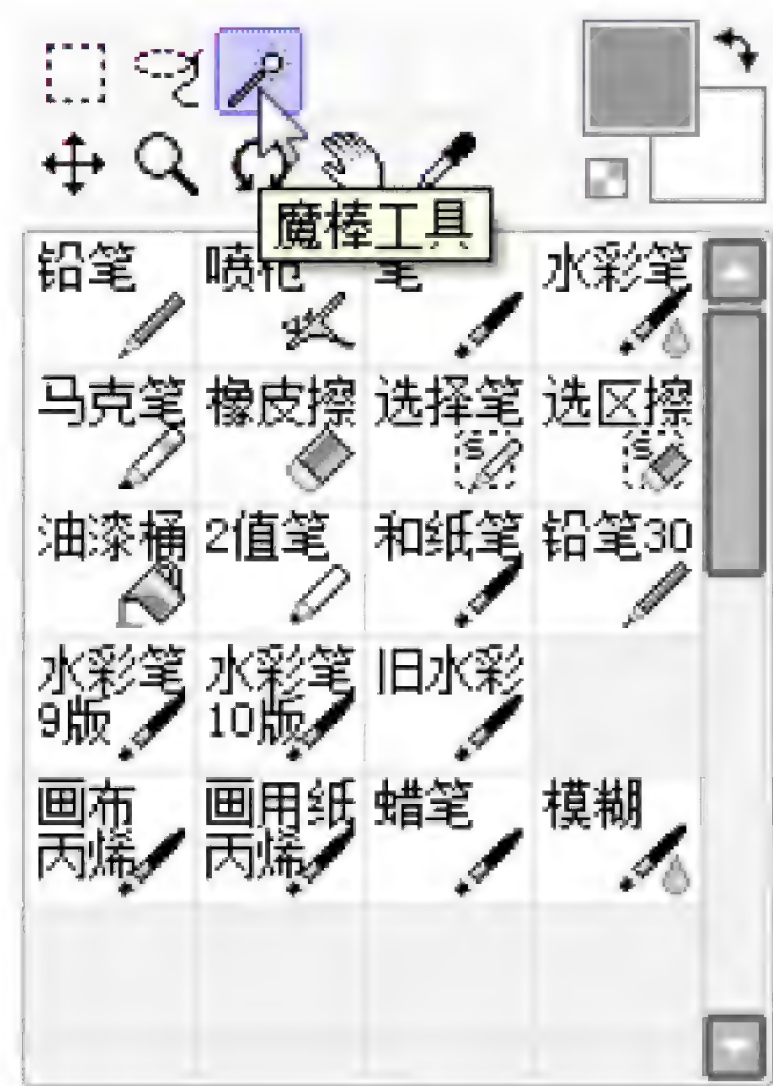 魔棒工具
铅笔
喷枪
笔
水彩笔
马克笔
橡皮擦
选择笔
选区擦
油漆桶
2值笔
和纸笔
铅笔30
水彩笔
9版
水彩笔
10版
旧水彩
画布
丙烯
画用纸
丙烯
蜡笔
模糊